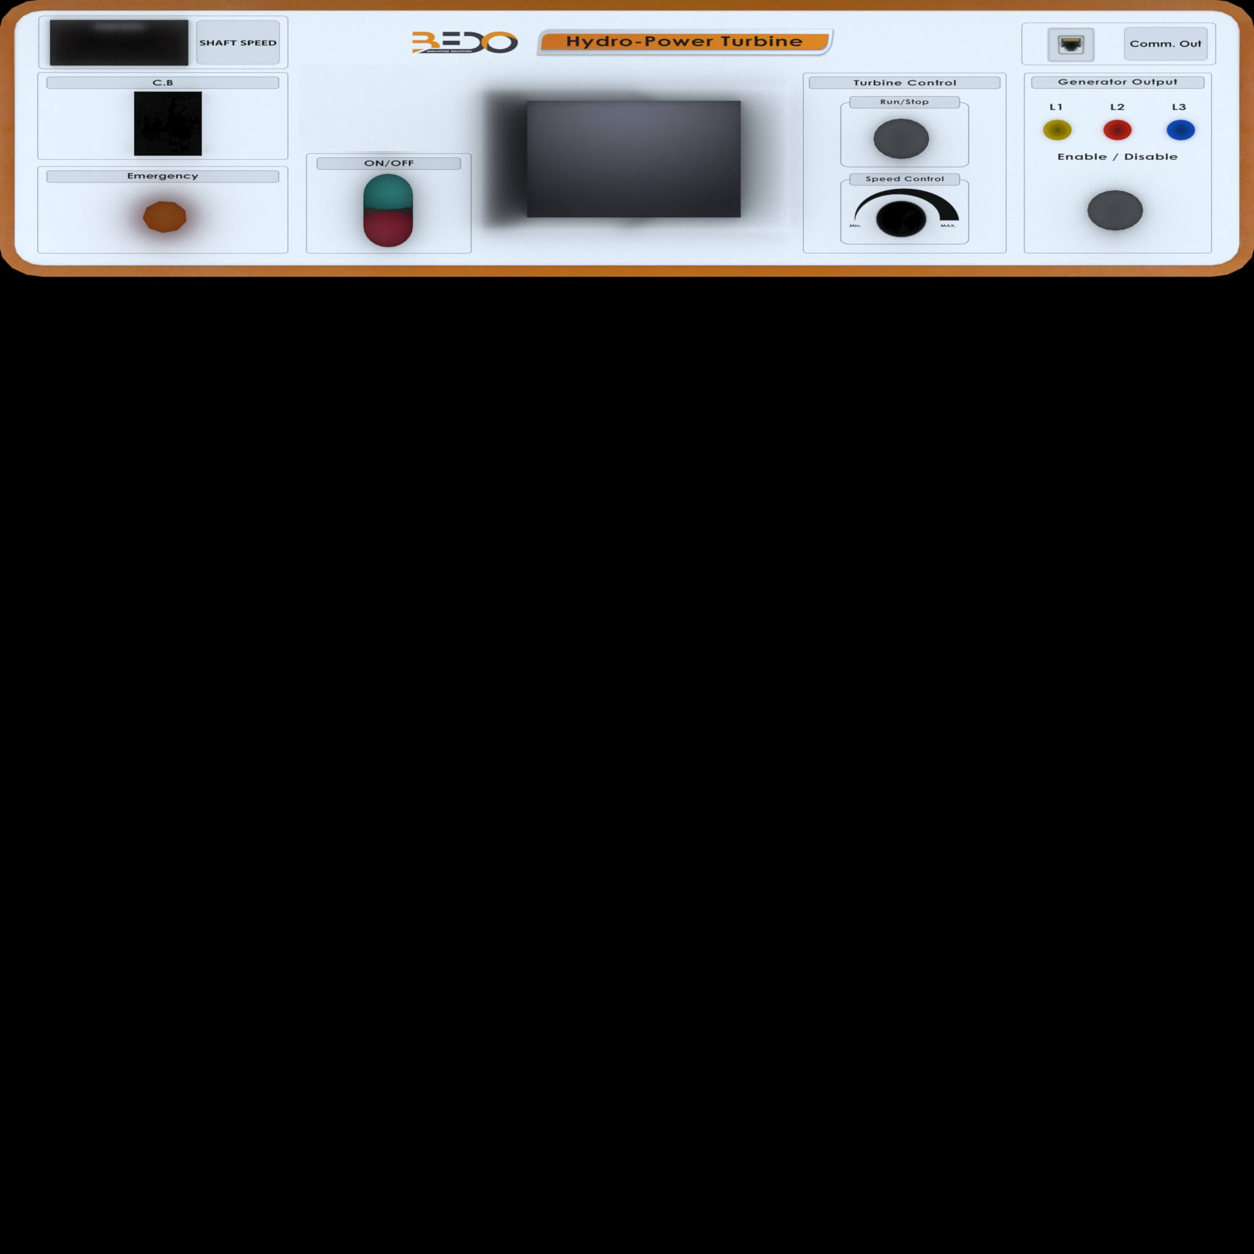 SHAFT SPEED
BEDO
Hydro-Power Turbine
Comm. Out
C.B
Emergency
ON/OFF
Turbine Control
Run/Stop
Speed Control
Min. MAX.
Generator Output
L1 L2 L3
Enable / Disable